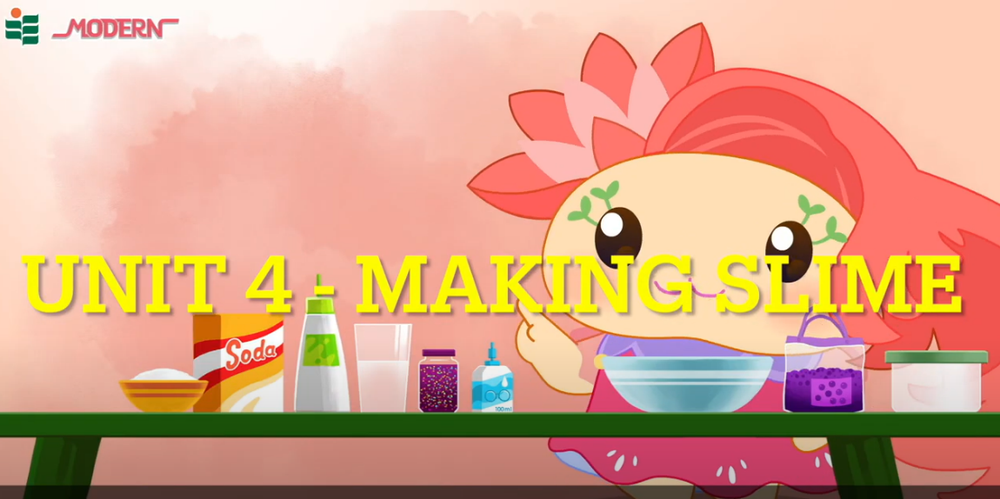 MODERN
UNIT 4 - MAKING SLIME
Soda
100ml